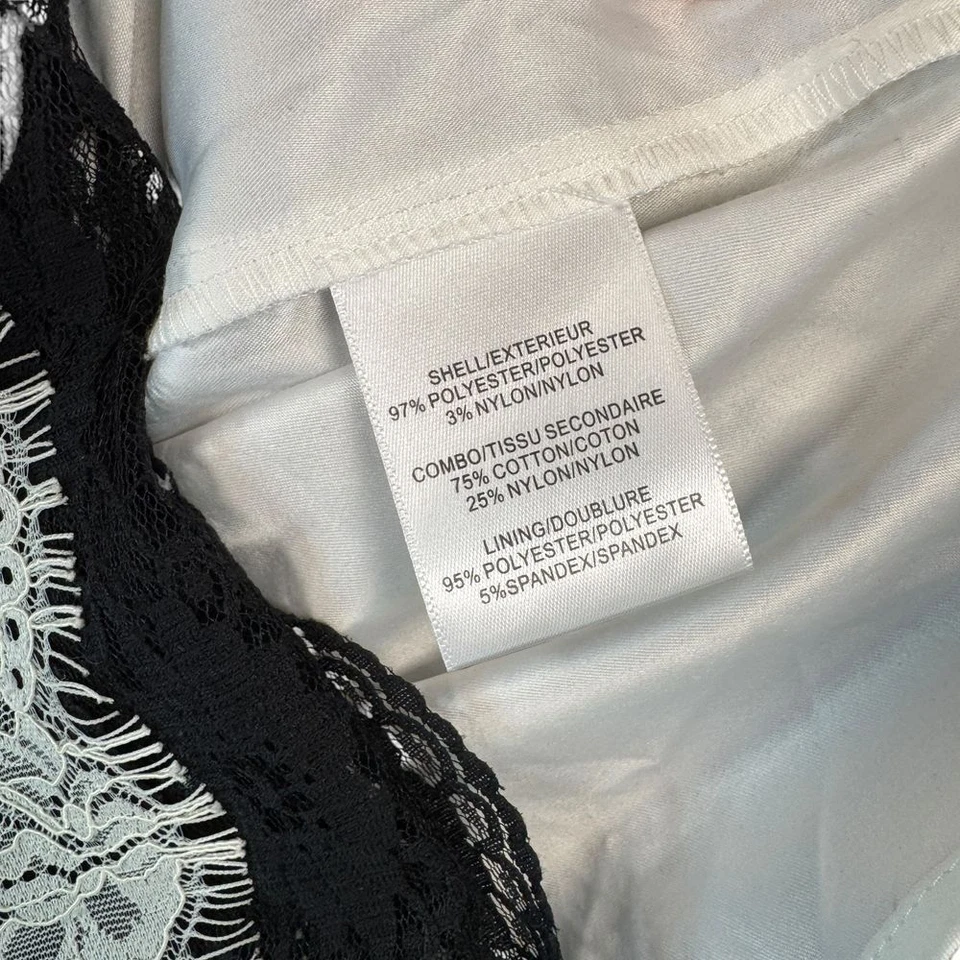 SHELL/EXTERIEUR
97% POLYESTER/POLYESTER
3% NYLON/NYLON
COMBO/TISSU SECONDAIRE
75% COTTON/COTON
25% NYLON/NYLON
LINING/DOUBLURE
95% POLYESTER/POLYESTER
5%SPANDEX/SPANDEX